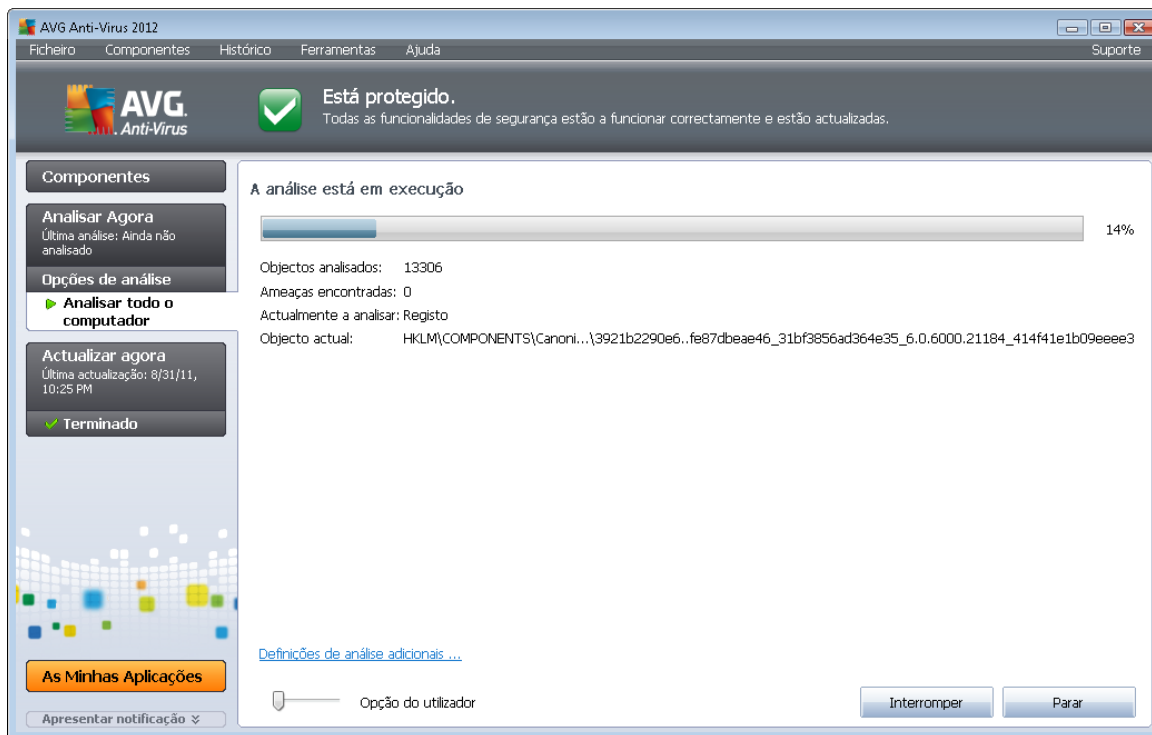 AVG Anti-Virus 2012
Ficheiro Componentes Histórico Ferramentas Ajuda Suporte
AVG.
Anti-Virus
Está protegido.
Todas as funcionalidades de segurança estão a funcionar correctamente e estão actualizadas.
Componentes
Analisar Agora
Última análise: Ainda não
analisado
Opções de análise
Analisar todo o
computador
Actualizar agora
Última actualização: 8/31/11,
10:25 PM
Terminado
As Minhas Aplicações
Apresentar notificação
A análise está em execução
14%
Objectos analisados: 13306
Ameaças encontradas: 0
Actualmente a analisar: Registo
Objecto actual: HKLM\COMPONENTS\Canoni...\3921b2290e6..fe87dbeae46_31bf3856ad364e35_6.0.6000.21184_414f41e1b09eeee3
Definições de análise adicionais ...
Opção do utilizador
Interromper
Parar